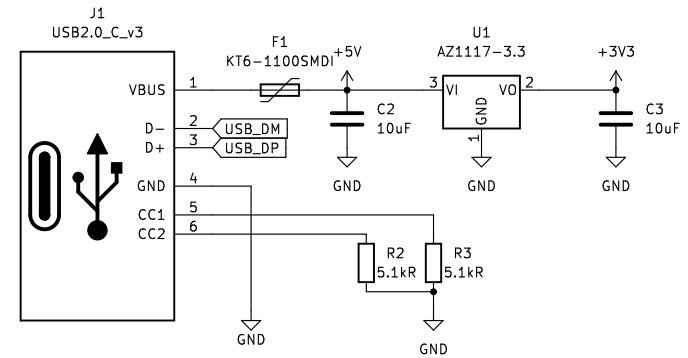 J1
USB2.0_C_v3
VBUS 1
D- 2 USB_DM
D+ 3 USB_DP
GND 4
CC1 5
CC2 6
F1
KT6-1100SMDI
+5V
C2
10uF
GND
U1
AZ1117-3.3
3 VI VO 2
GND
1
GND
+3V3
C3
10uF
GND
R2
5.1kR
R3
5.1kR
GND
GND